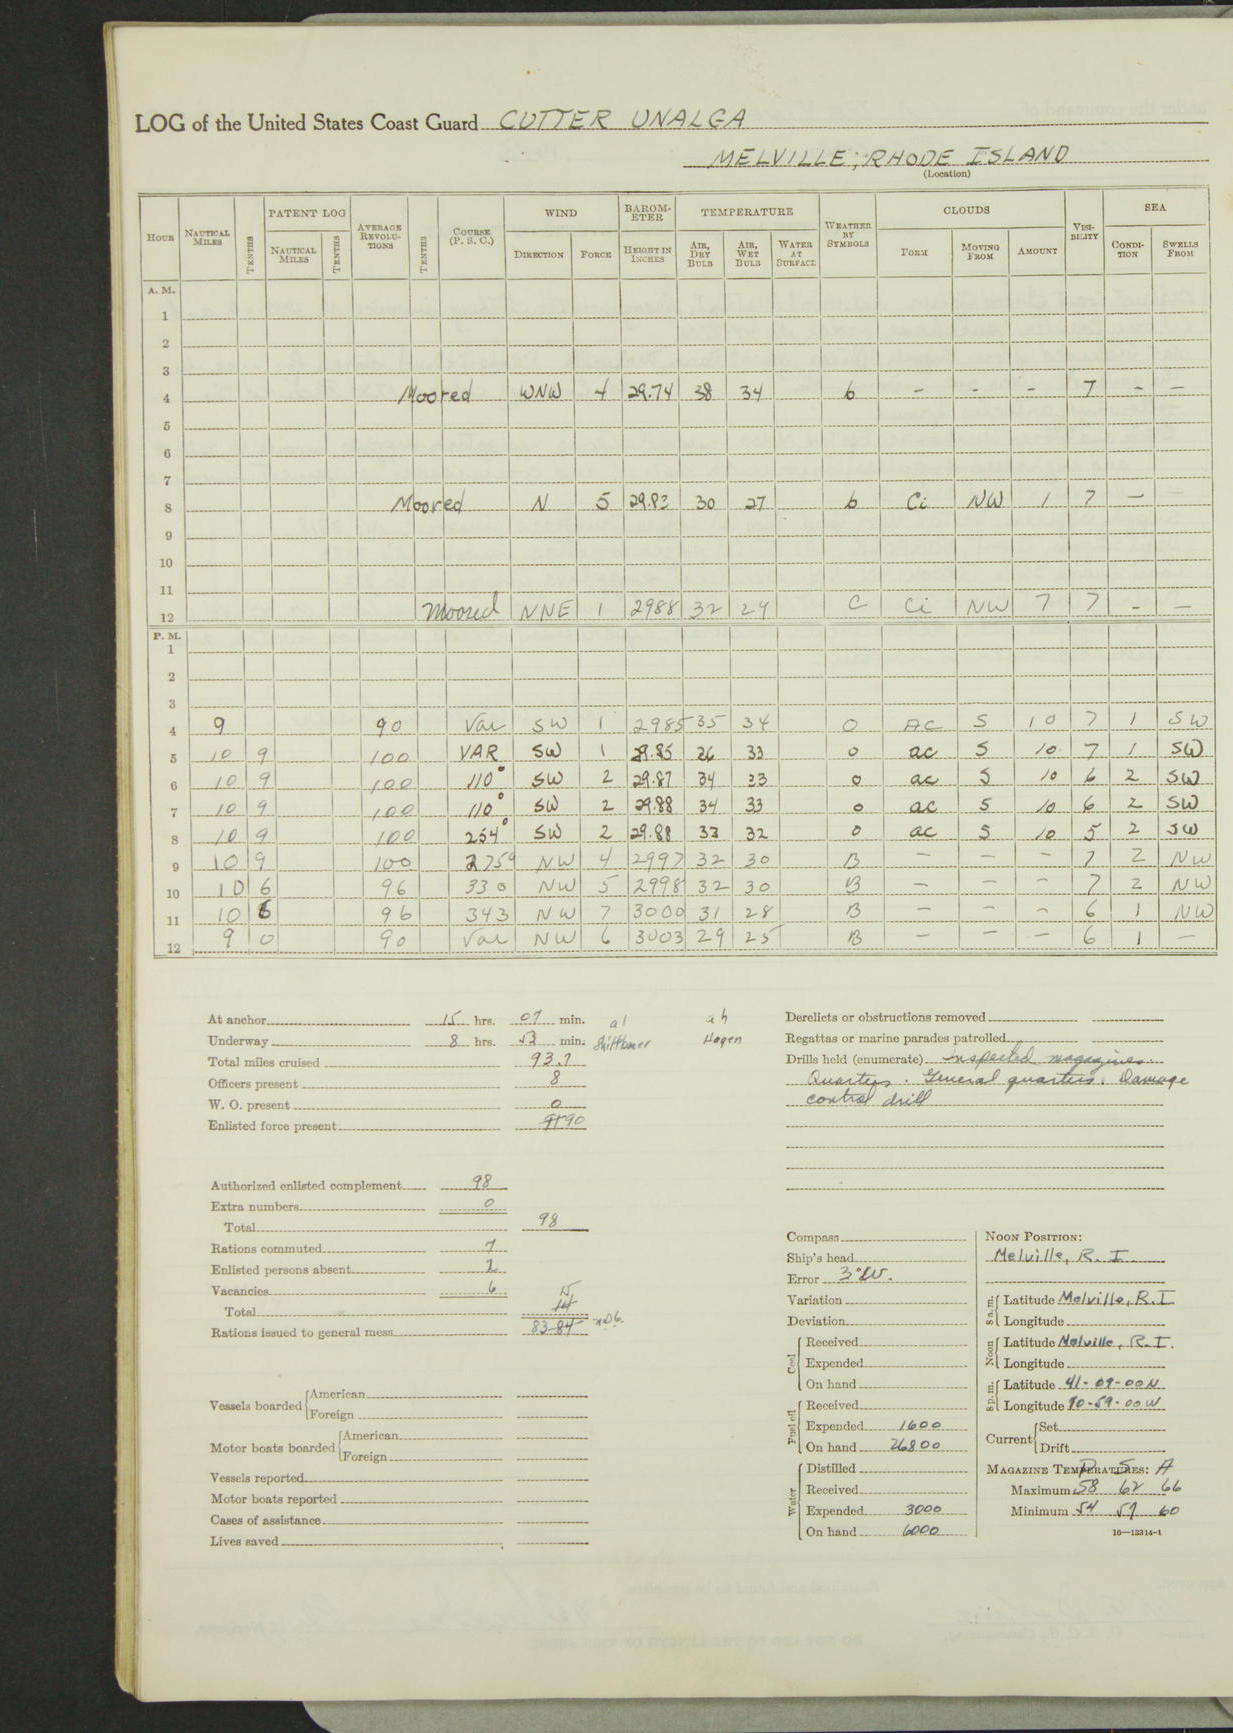 LOG of the United States Coast Guard CUTTER UNALGA
MELVILLE, RHODE ISLAND
(Location)
HOUR NAUTICAL MILES TENTHS PATENT LOG NAUTICAL MILES TENTHS AVERAGE REVOLUTIONS TENTHS COURSE (P. S. C.) WIND DIRECTION FORCE BAROMETER HEIGHT IN INCHES TEMPERATURE AIR, DRY BULB AIR, WET BULB WATER AT SURFACE WEATHER BY SYMBOLS CLOUDS FORM MOVING FROM AMOUNT VISIBILITY SEA CONDITION SWELLS FROM
A. M.
1
2
3
4 Moored WNW 4 29.74 38 34 b - - - 7 - -
5
6
7
8 Moored N 5 29.83 30 27 b Ci NW 1 7 - -
9
10
11
12 Moored NNE 1 2988 32 29 C Ci NW 7 7 - -
P. M.
1
2
3
4 9 90 Var SW 1 2985 35 34 O AC S 10 7 1 SW
5 10 9 100 VAR SW 1 29.85 26 33 o ac S 10 7 1 SW
6 10 9 100 110° SW 2 29.87 34 33 o ac S 10 6 2 SW
7 10 9 100 110° SW 2 29.88 34 33 o ac S 10 6 2 SW
8 10 9 100 254° SW 2 29.88 33 32 o ac S 10 5 2 SW
9 10 9 100 NW 4 2997 32 30 B - - - 7 2 NW
10 10 6 96 330 NW 5 2998 32 30 B - - - 7 2 NW
11 10 6 96 343 NW 7 3000 31 28 B - - - 6 1 NW
12 9 0 90 Var NW 6 3003 29 25 B - - - 6 1 -
At anchor 15 hrs. 07 min.
Underway 8 hrs. 53 min. Hogen
Total miles cruised 93.7
Officers present 8
W. O. present 0
Enlisted force present 90
Authorized enlisted complement 98
Extra numbers 0
Total 98
Rations commuted 7
Enlisted persons absent 2
Vacancies 6
Total 15
Rations issued to general mess 83
Vessels boarded American
Foreign
Motor boats boarded American
Foreign
Vessels reported
Motor boats reported
Cases of assistance
Lives saved
Derelicts or obstructions removed
Regattas or marine parades patrolled
Drills held (enumerate) Inspected magazines.
Quarters. General quarters. Damage
control drill
Compass
Ship's head
Error 3°W.
Variation
Deviation
Coal Received
Expended
On hand
Fuel oil Received
Expended 1600
On hand 26800
Water Distilled
Received
Expended 3000
On hand 6000
NOON POSITION:
Melville, R. I
8 a.m. Latitude Melville, R.I
Longitude
Noon Latitude Melville, R.I.
Longitude
8 p.m. Latitude 41-09-00N
Longitude 70-59-00W
Current Set
Drift
MAGAZINE TEMPERATURES: A
Maximum 58 62 66
Minimum 54 57 60
16—13314-1